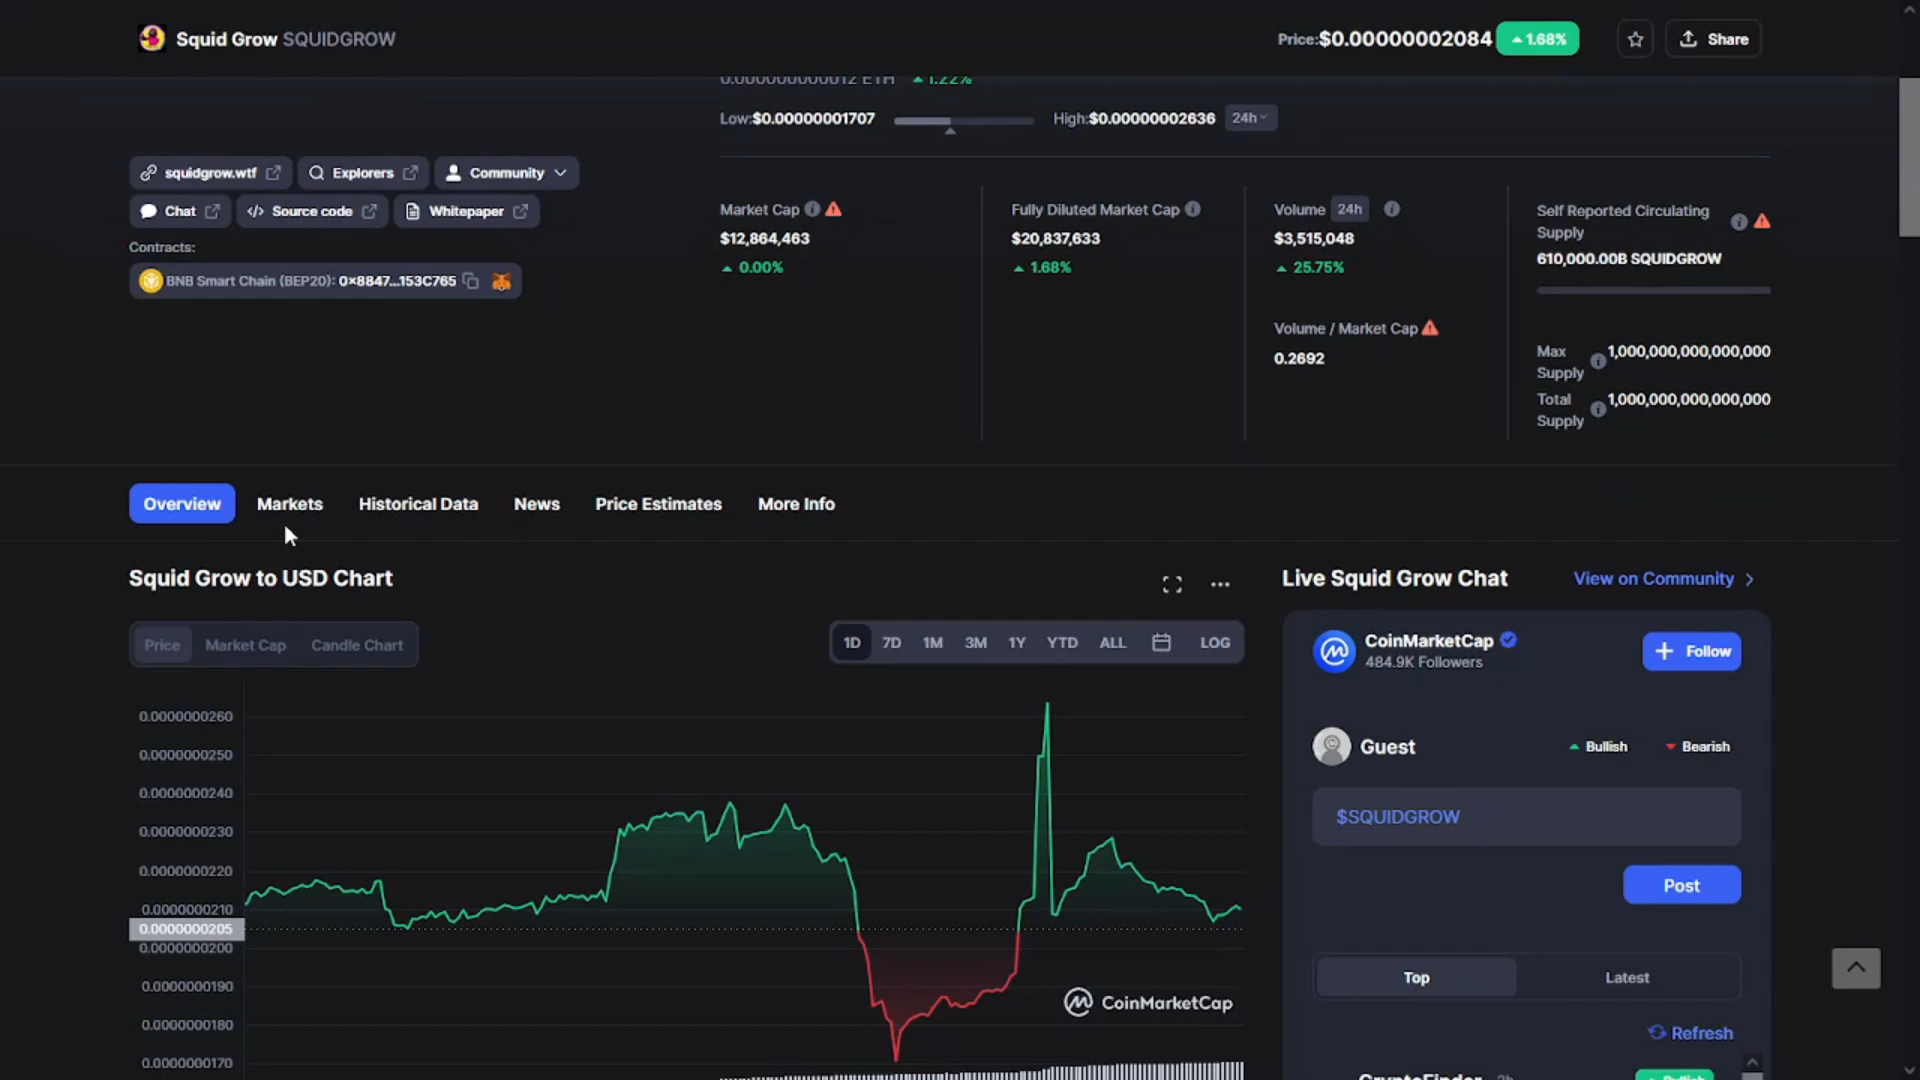 Squid Grow SQUIDGROW
Price:$0.00000002084 1.68%
Share
0.000000000012 ETH 1.22%
Low:$0.00000001707 High:$0.00000002636 24h
squidgrow.wtf Explorers Community
Chat Source code Whitepaper
Contracts:
BNB Smart Chain (BEP20): 0x8847...153C765
Market Cap
$12,864,463
0.00%
Fully Diluted Market Cap
$20,837,633
1.68%
Volume 24h
$3,515,048
25.75%
Volume / Market Cap
0.2692
Self Reported Circulating
Supply
610,000.00B SQUIDGROW
Max
Supply
1,000,000,000,000,000
Total
Supply
1,000,000,000,000,000
Overview Markets Historical Data News Price Estimates More Info
Squid Grow to USD Chart
Price Market Cap Candle Chart
1D 7D 1M 3M 1Y YTD ALL LOG
0.0000000260
0.0000000250
0.0000000240
0.0000000230
0.0000000220
0.0000000210
0.0000000205
0.0000000200
0.0000000190
0.0000000180
0.0000000170
CoinMarketCap
Live Squid Grow Chat
View on Community
CoinMarketCap
484.9K Followers
Follow
Guest
Bullish Bearish
$SQUIDGROW
Post
Top Latest
Refresh
CryptoFinder
Bullish